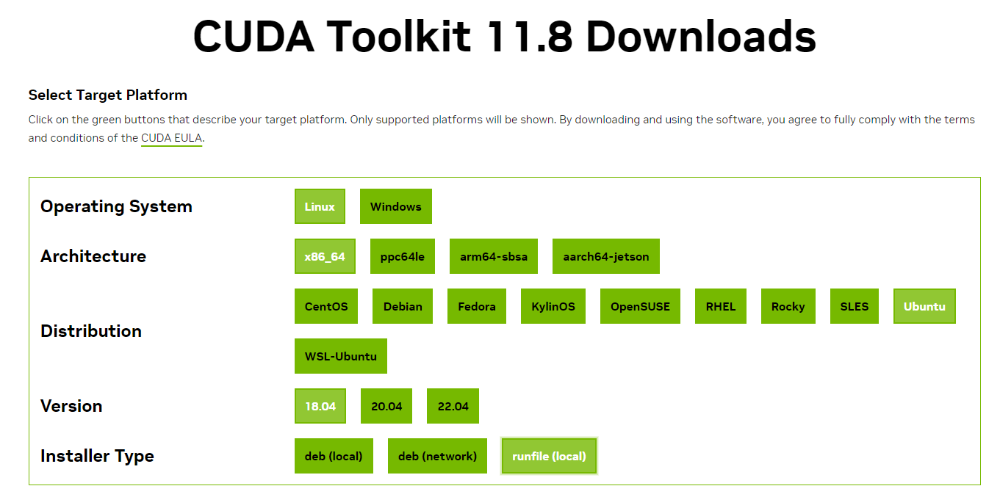 CUDA Toolkit 11.8 Downloads
Select Target Platform
Click on the green buttons that describe your target platform. Only supported platforms will be shown. By downloading and using the software, you agree to fully comply with the terms
and conditions of the CUDA EULA.
Operating System Linux Windows
Architecture x86_64 ppc64le arm64-sbsa aarch64-jetson
CentOS Debian Fedora KylinOS OpenSUSE RHEL Rocky SLES Ubuntu
Distribution
WSL-Ubuntu
Version 18.04 20.04 22.04
Installer Type deb (local) deb (network) runfile (local)